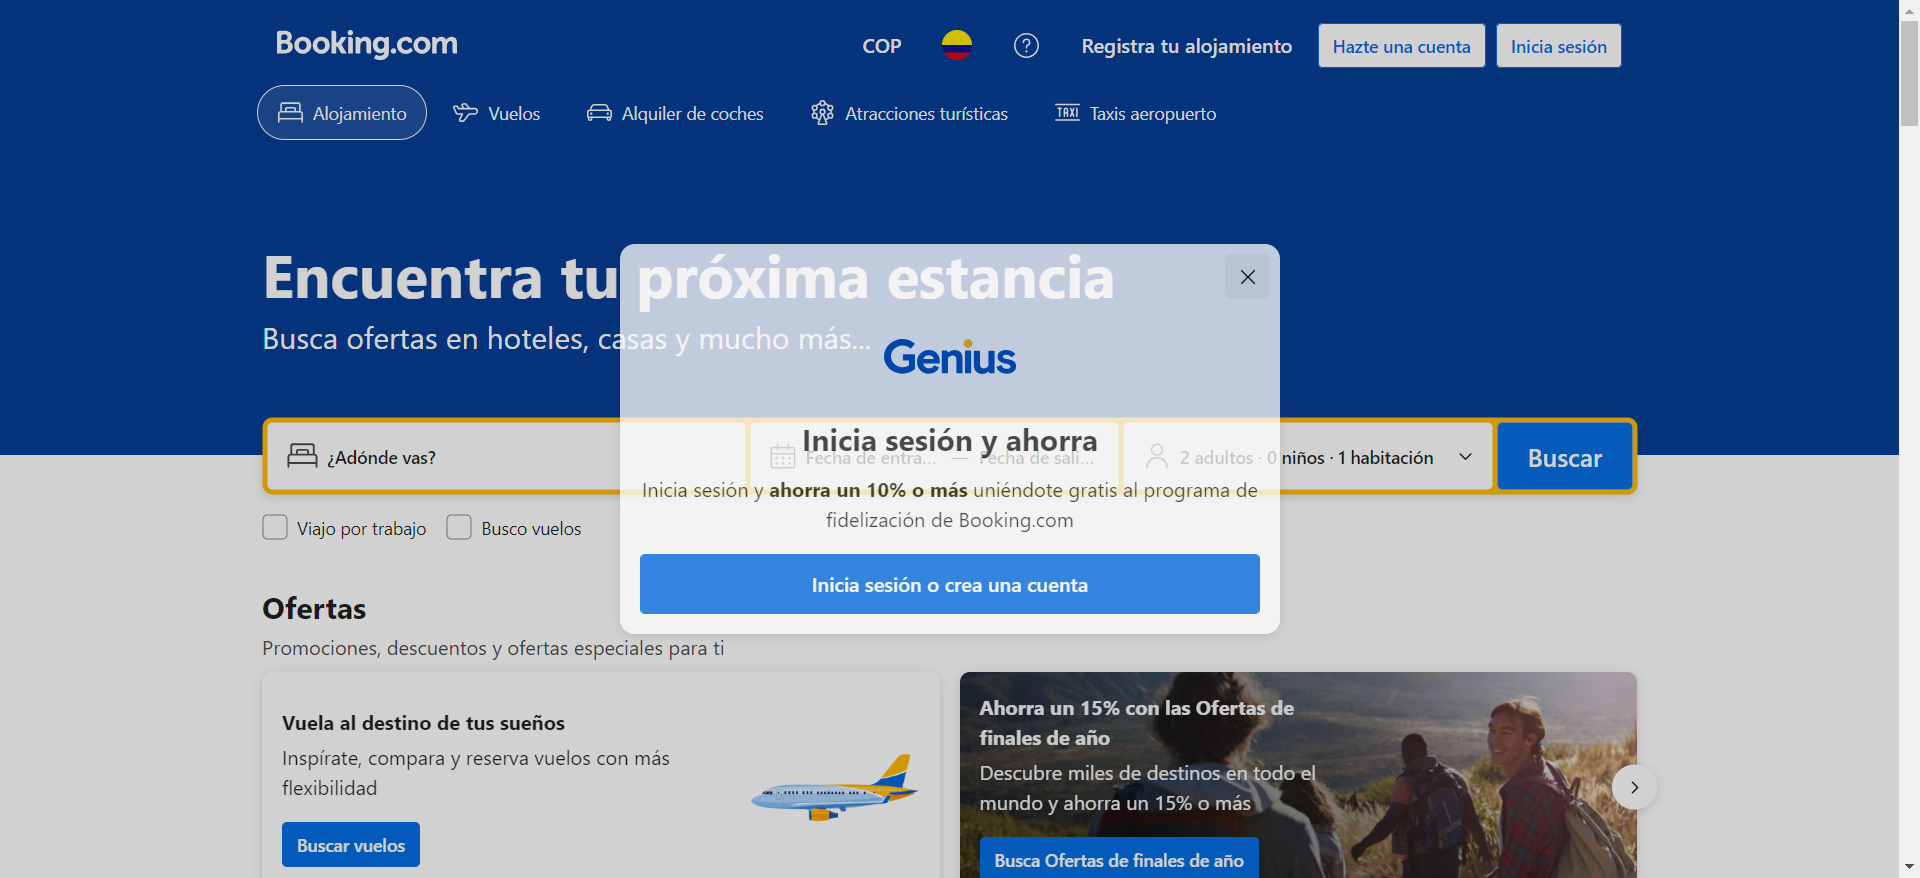 Booking.com
COP
Registra tu alojamiento
Hazte una cuenta
Inicia sesión
Alojamiento
Vuelos
Alquiler de coches
Atracciones turísticas
TAXI
Taxis aeropuerto
Encuentra tu próxima estancia
Busca ofertas en hoteles, casas y mucho más...
Genius
Inicia sesión y ahorra
Inicia sesión y ahorra un 10% o más uniéndote gratis al programa de
fidelización de Booking.com
Inicia sesión o crea una cuenta
¿Adónde vas?
Fecha de entra... — Fecha de sali...
2 adultos · 0 niños · 1 habitación
Buscar
Viajo por trabajo
Busco vuelos
Ofertas
Promociones, descuentos y ofertas especiales para ti
Vuela al destino de tus sueños
Inspírate, compara y reserva vuelos con más
flexibilidad
Buscar vuelos
Ahorra un 15% con las Ofertas de
finales de año
Descubre miles de destinos en todo el
mundo y ahorra un 15% o más
Busca Ofertas de finales de año